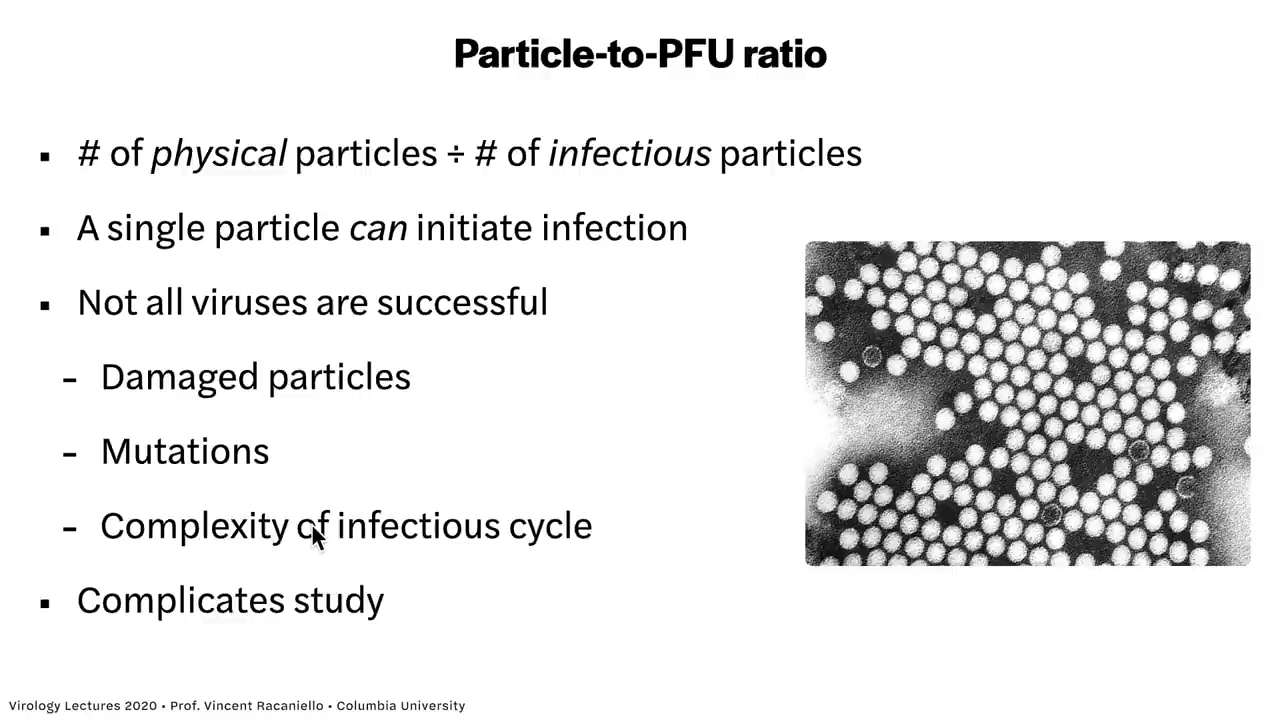 Particle-to-PFU ratio
▪ # of physical particles ÷ # of infectious particles
▪ A single particle can initiate infection
▪ Not all viruses are successful
- Damaged particles
- Mutations
- Complexity of infectious cycle
▪ Complicates study
Virology Lectures 2020 • Prof. Vincent Racaniello • Columbia University